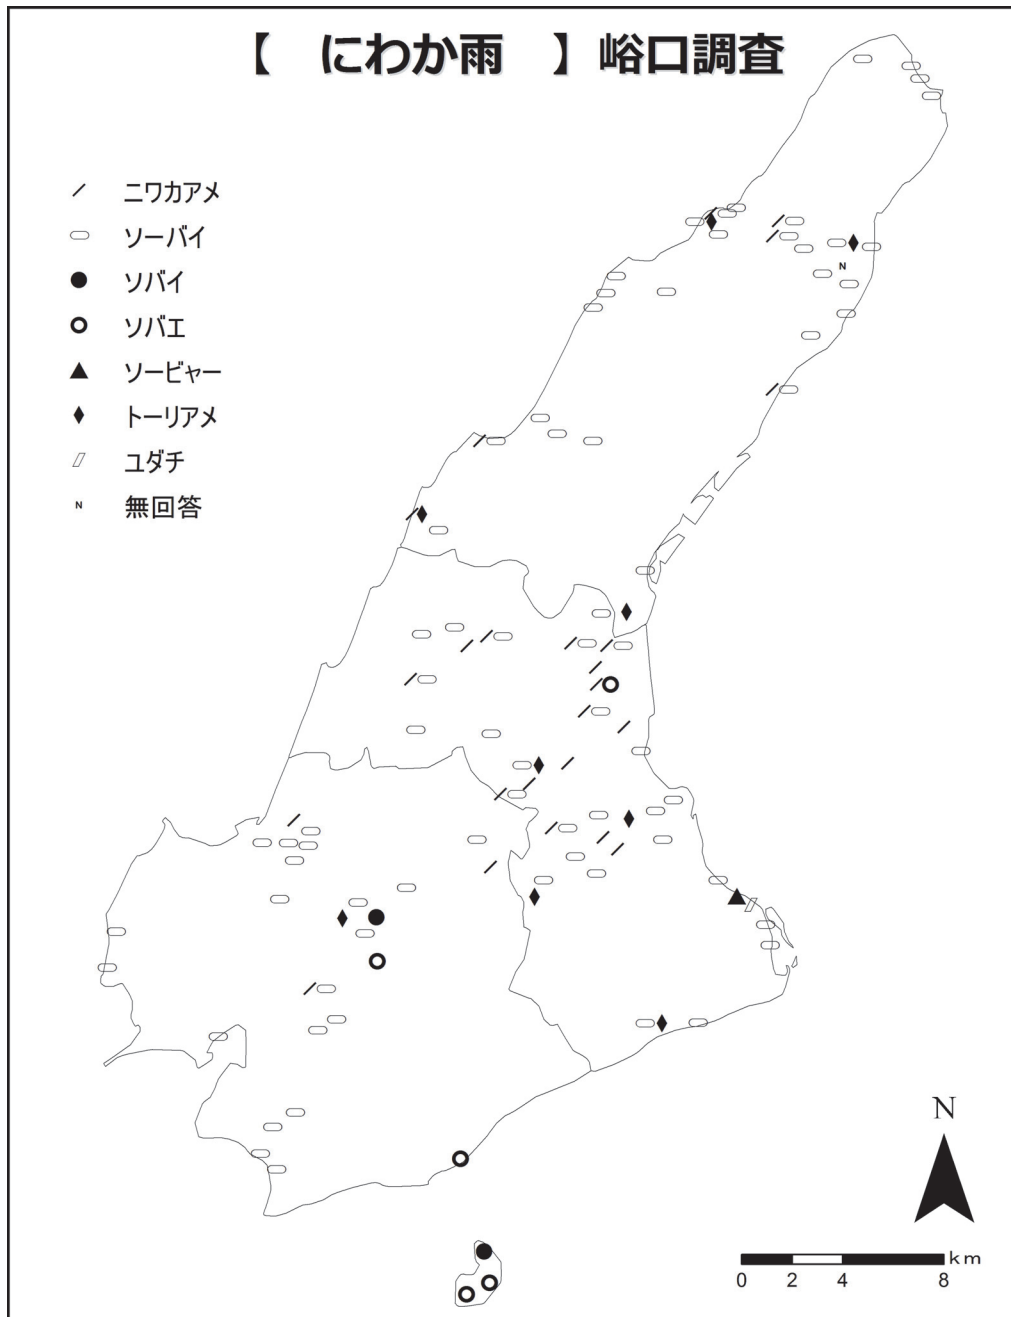 【　にわか雨　】峪口調査
ニワカアメ
ソーバイ
ソバイ
ソバエ
ソービャー
トーリアメ
ユダチ
N 無回答
N
N
km
0 2 4 8